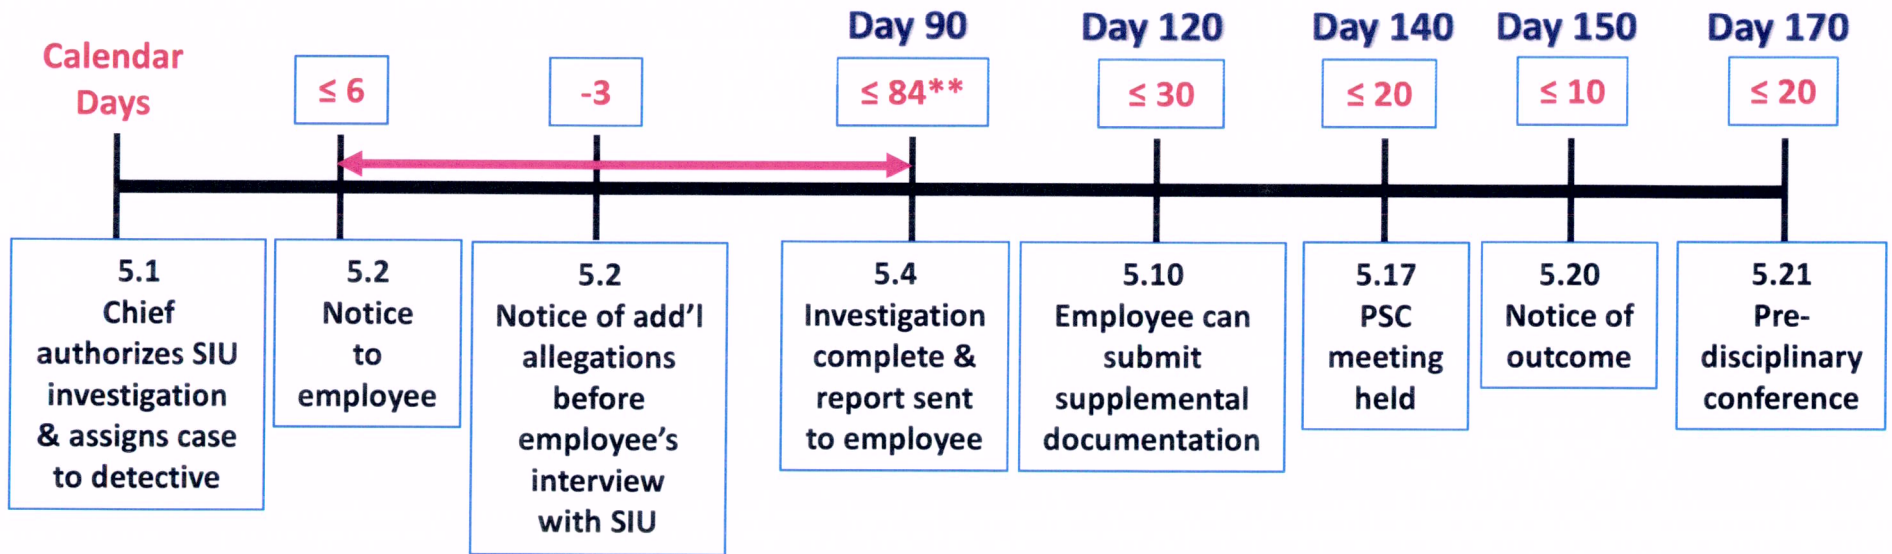 Calendar
Days
≤ 6
-3
Day 90
≤ 84**
Day 120
≤ 30
Day 140
≤ 20
Day 150
≤ 10
Day 170
≤ 20
5.1
Chief
authorizes SIU
investigation
& assigns case
to detective
5.2
Notice
to
employee
5.2
Notice of add'l
allegations
before
employee's
interview
with SIU
5.4
Investigation
complete &
report sent
to employee
5.10
Employee can
submit
supplemental
documentation
5.17
PSC
meeting
held
5.20
Notice of
outcome
5.21
Pre-
disciplinary
conference